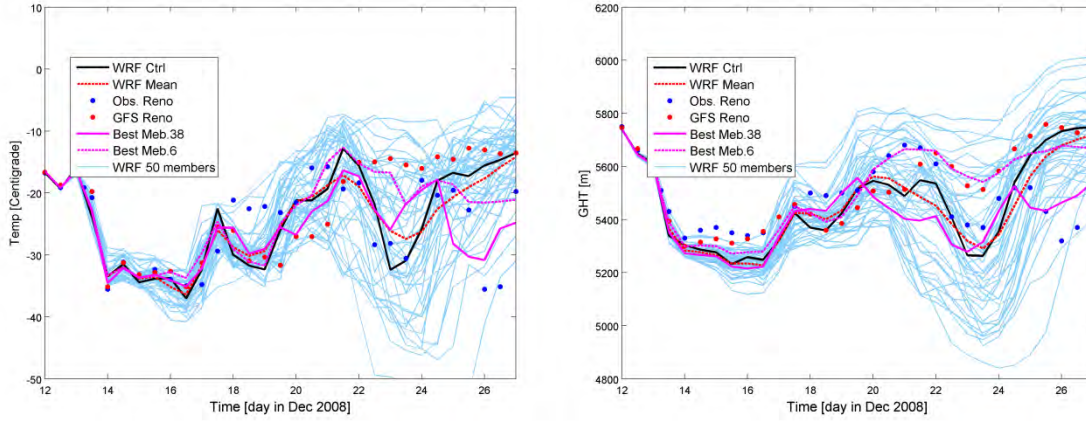 10
0
-10
-20
-30
-40
-50
Temp [Centigrade]
WRF Ctrl
WRF Mean
Obs. Reno
GFS Reno
Best Meb.38
Best Meb.6
WRF 50 members
12 14 16 18 20 22 24 26
Time [day in Dec 2008]
6200
6000
5800
5600
5400
5200
5000
4800
GHT [m]
WRF Ctrl
WRF Mean
Obs. Reno
GFS Reno
Best Meb.38
Best Meb.6
WRF 50 members
12 14 16 18 20 22 24 26
Time [day in Dec 2008]